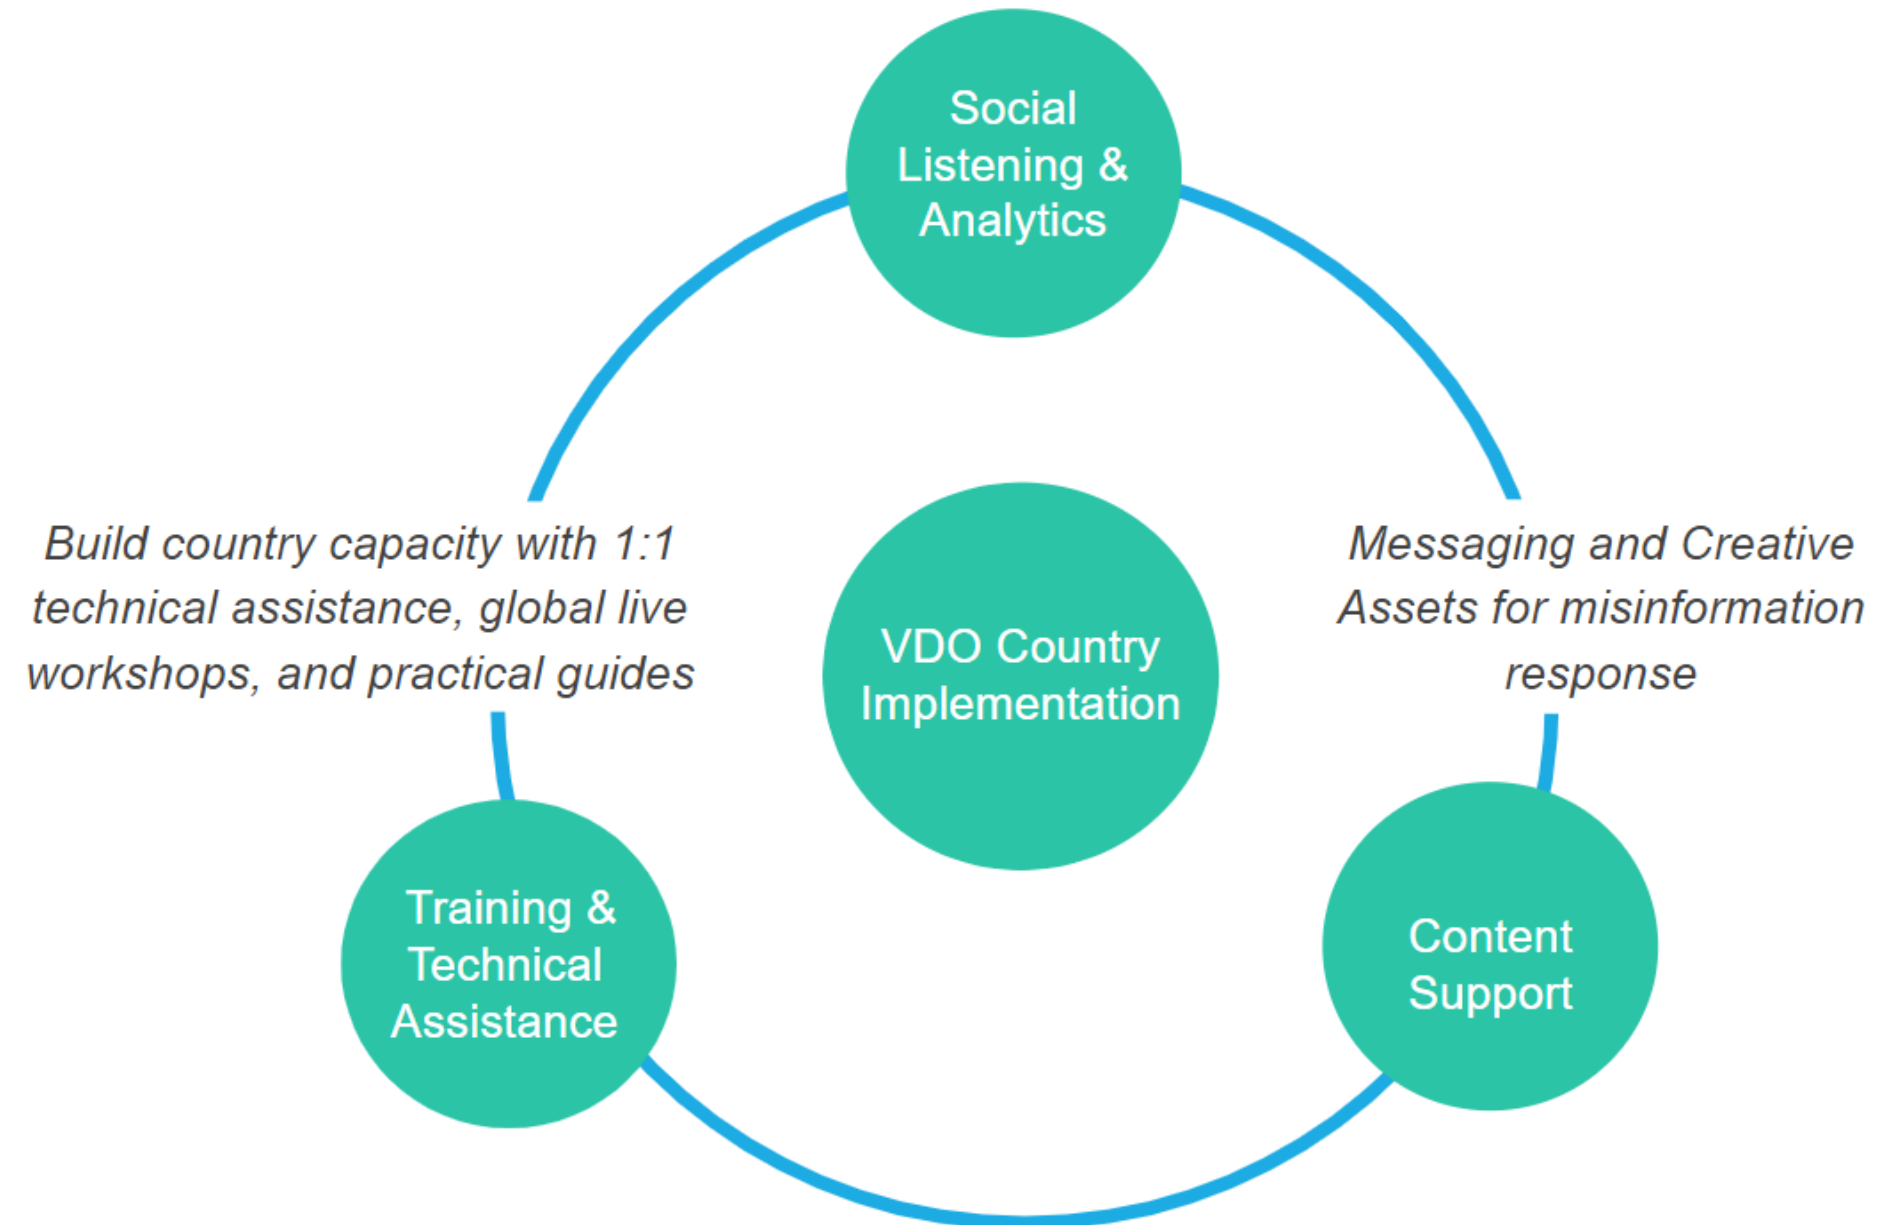 Social
Listening &
Analytics
Build country capacity with 1:1
technical assistance, global live
workshops, and practical guides
VDO Country
Implementation
Messaging and Creative
Assets for misinformation
response
Training &
Technical
Assistance
Content
Support